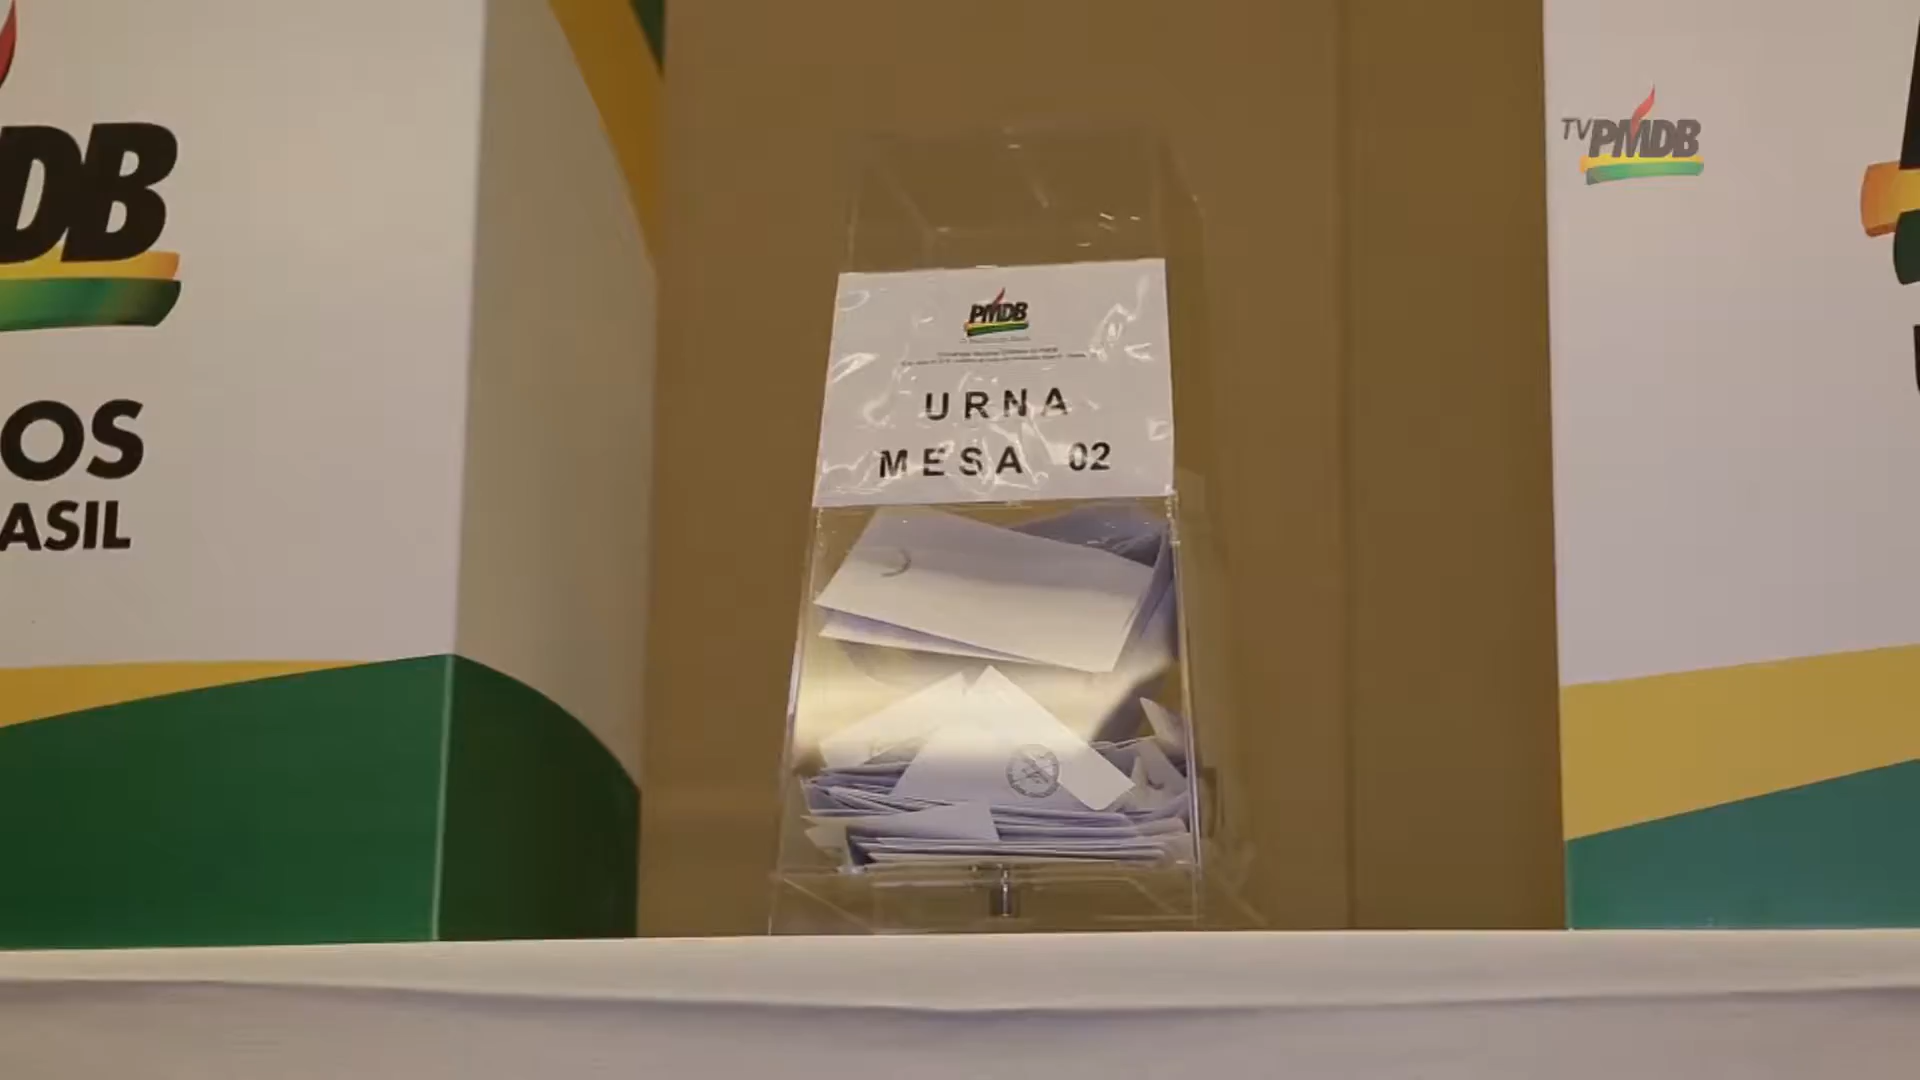 DB
OS
ASIL
PMDB
URNA
MESA 02
TV PMDB